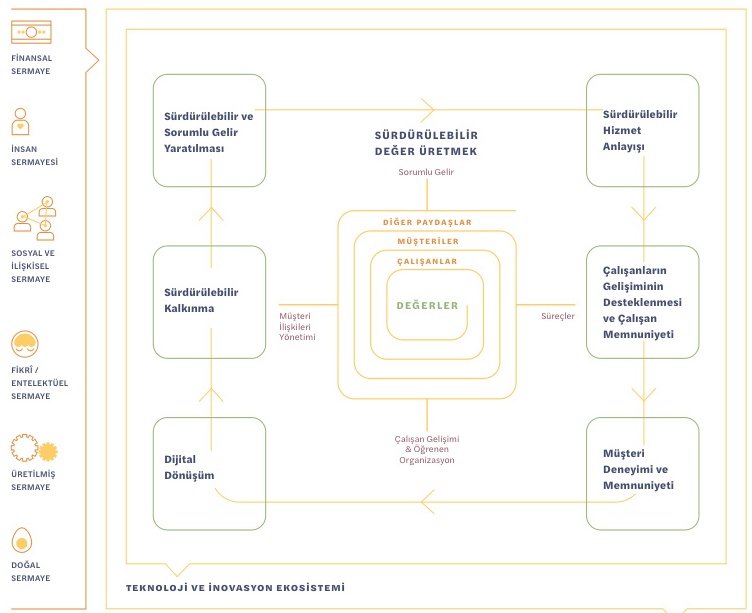 FİNANSAL
SERMAYE
İNSAN
SERMAYESİ
SOSYAL VE
İLİŞKİSEL
SERMAYE
FİKRÎ /
ENTELEKTÜEL
SERMAYE
ÜRETİLMİŞ
SERMAYE
DOĞAL
SERMAYE
Sürdürülebilir ve
Sorumlu Gelir
Yaratılması
SÜRDÜRÜLEBİLİR
DEĞER ÜRETMEK
Sorumlu Gelir
Sürdürülebilir
Hizmet
Anlayışı
DİĞER PAYDAŞLAR
MÜŞTERİLER
ÇALIŞANLAR
DEĞERLER
Sürdürülebilir
Kalkınma
Müşteri
İlişkileri
Yönetimi
Süreçler
Çalışanların
Gelişiminin
Desteklenmesi
ve Çalışan
Memnuniyeti
Çalışan Gelişimi
& Öğrenen
Organizasyon
Dijital
Dönüşüm
Müşteri
Deneyimi ve
Memnuniyeti
TEKNOLOJİ VE İNOVASYON EKOSİSTEMİ